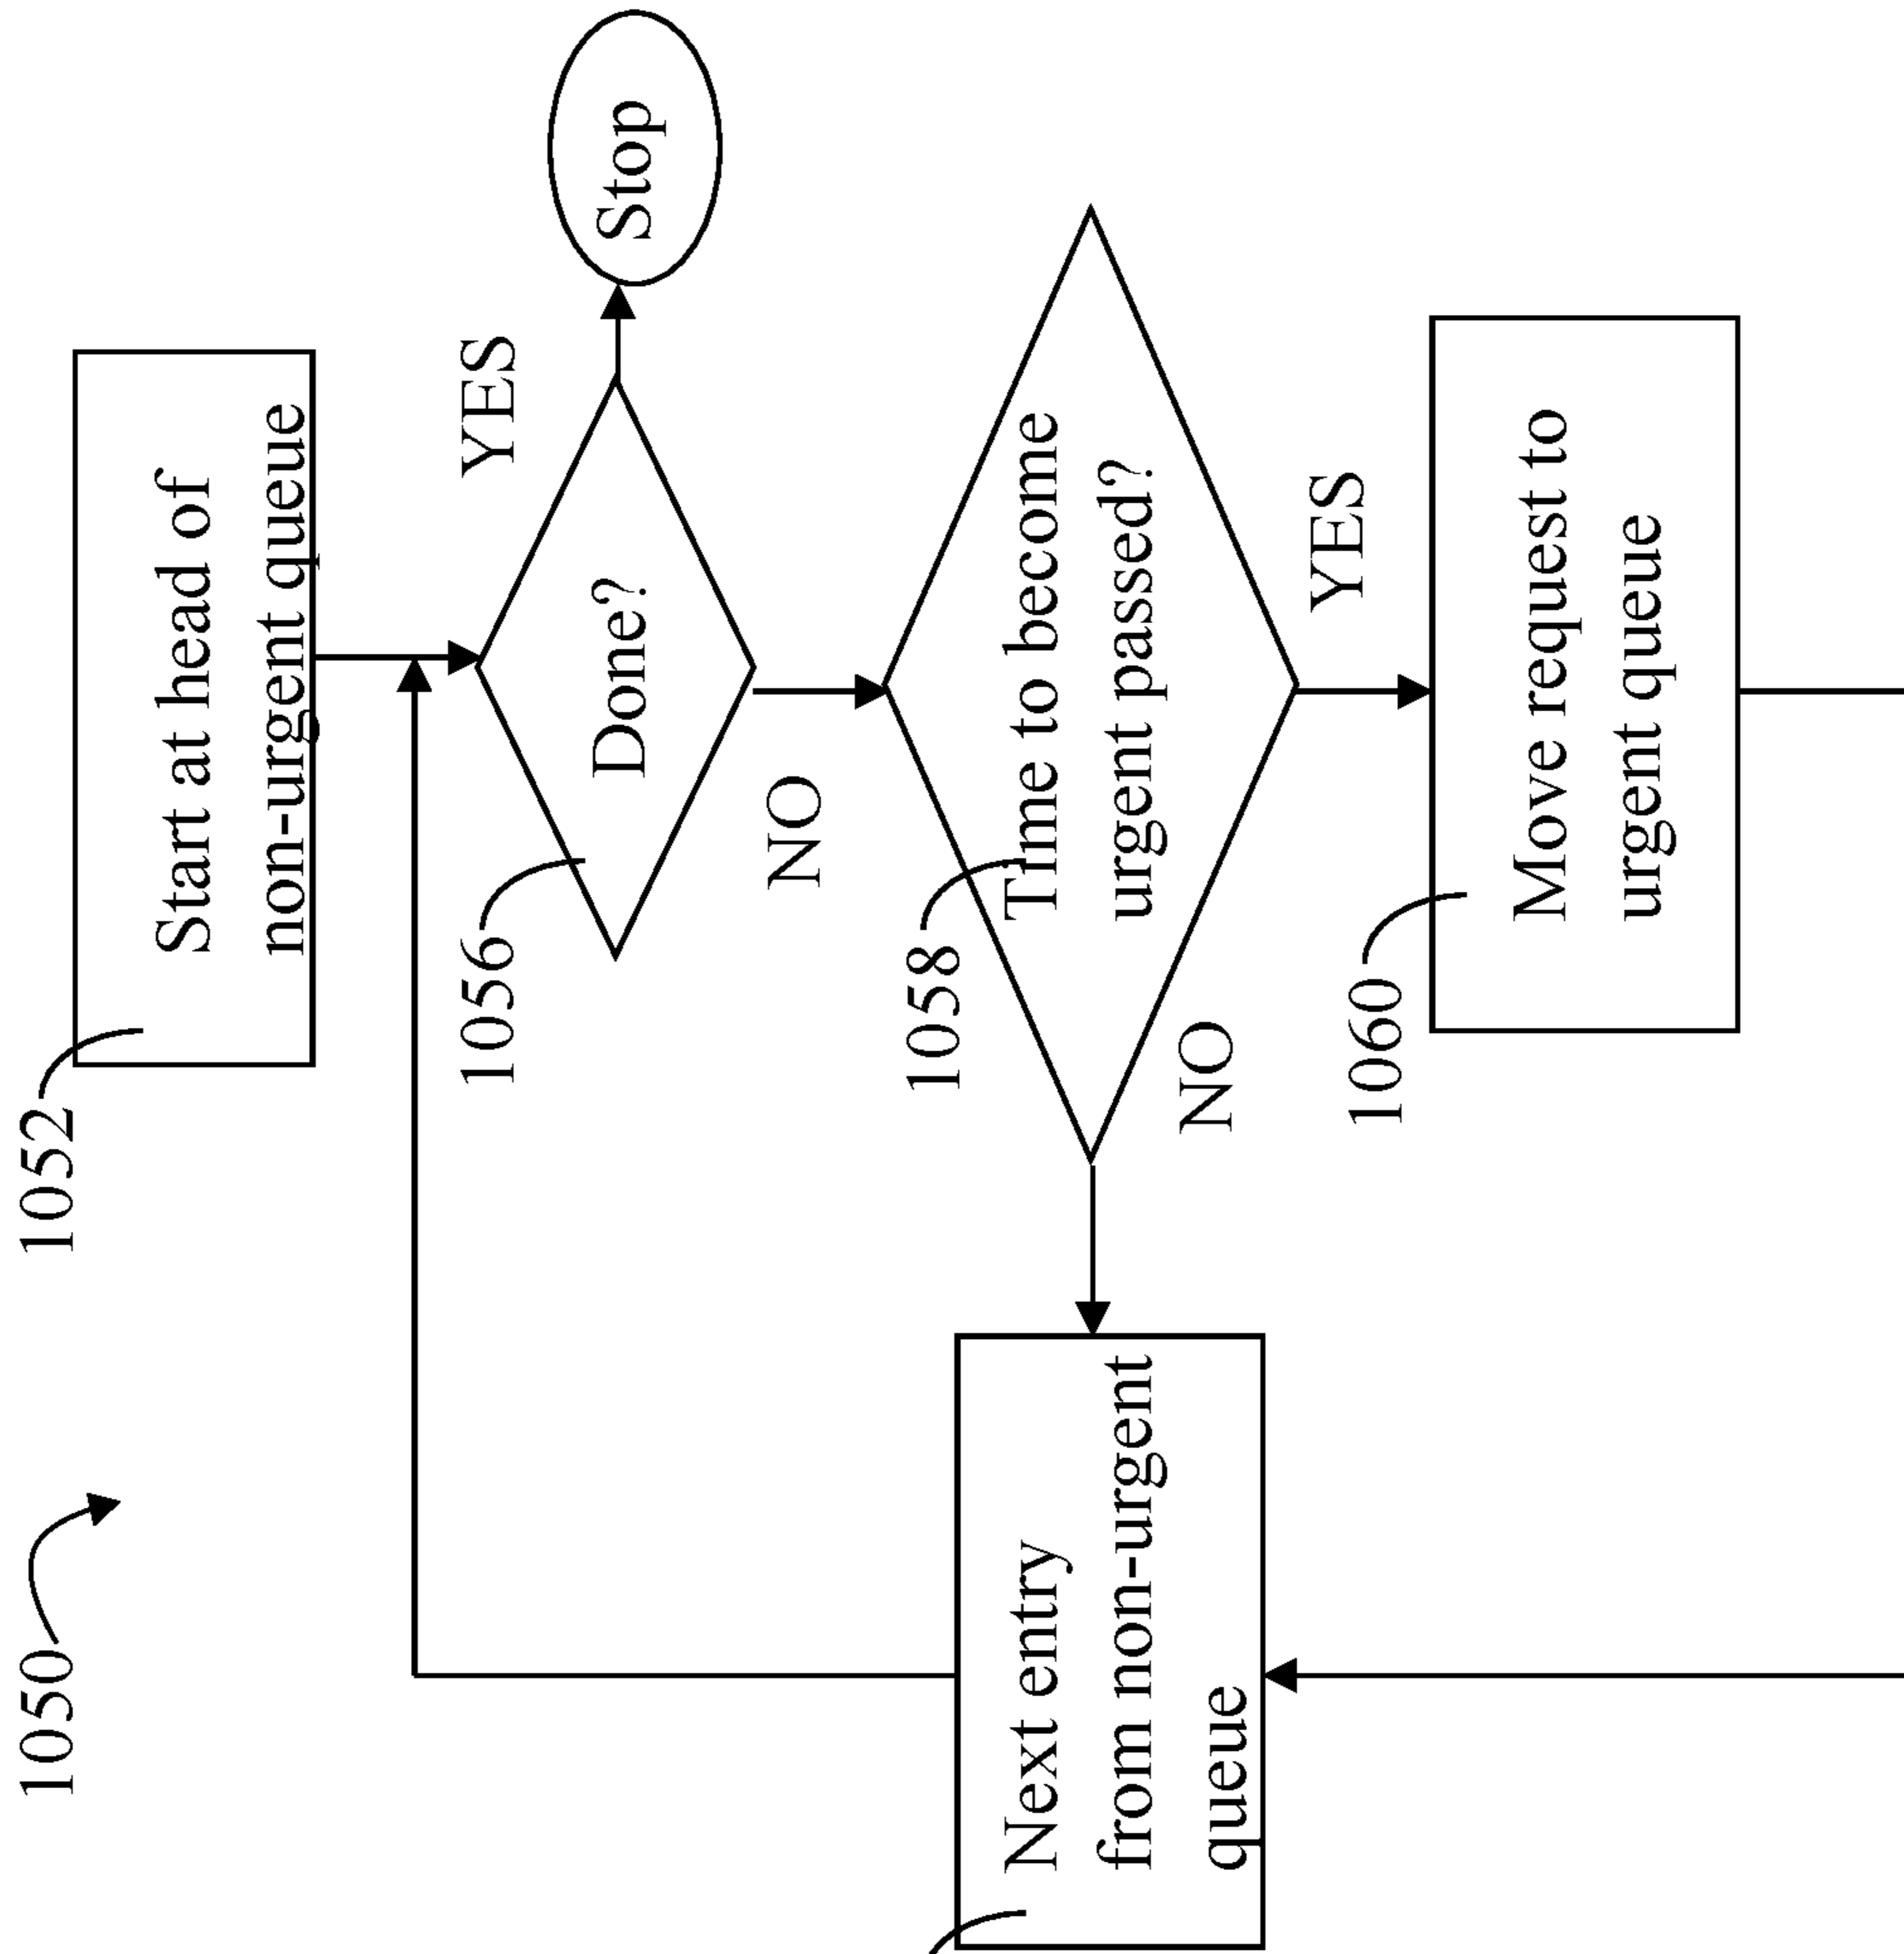 1050
1052
Start at head of
non-urgent queue
1056
Done?
YES
Stop
NO
1058
Time to become
urgent passed?
NO
YES
Next entry
from non-urgent
queue
1060
Move request to
urgent queue